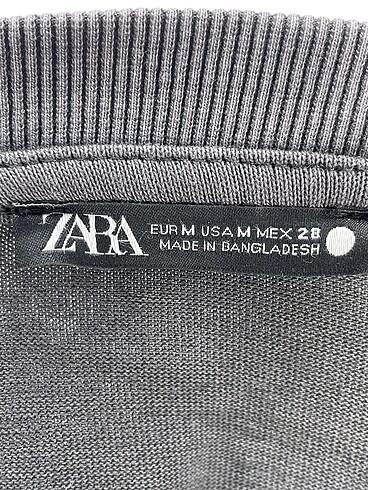 ZARA
EUR M USA M MEX 28
MADE IN BANGLADESH